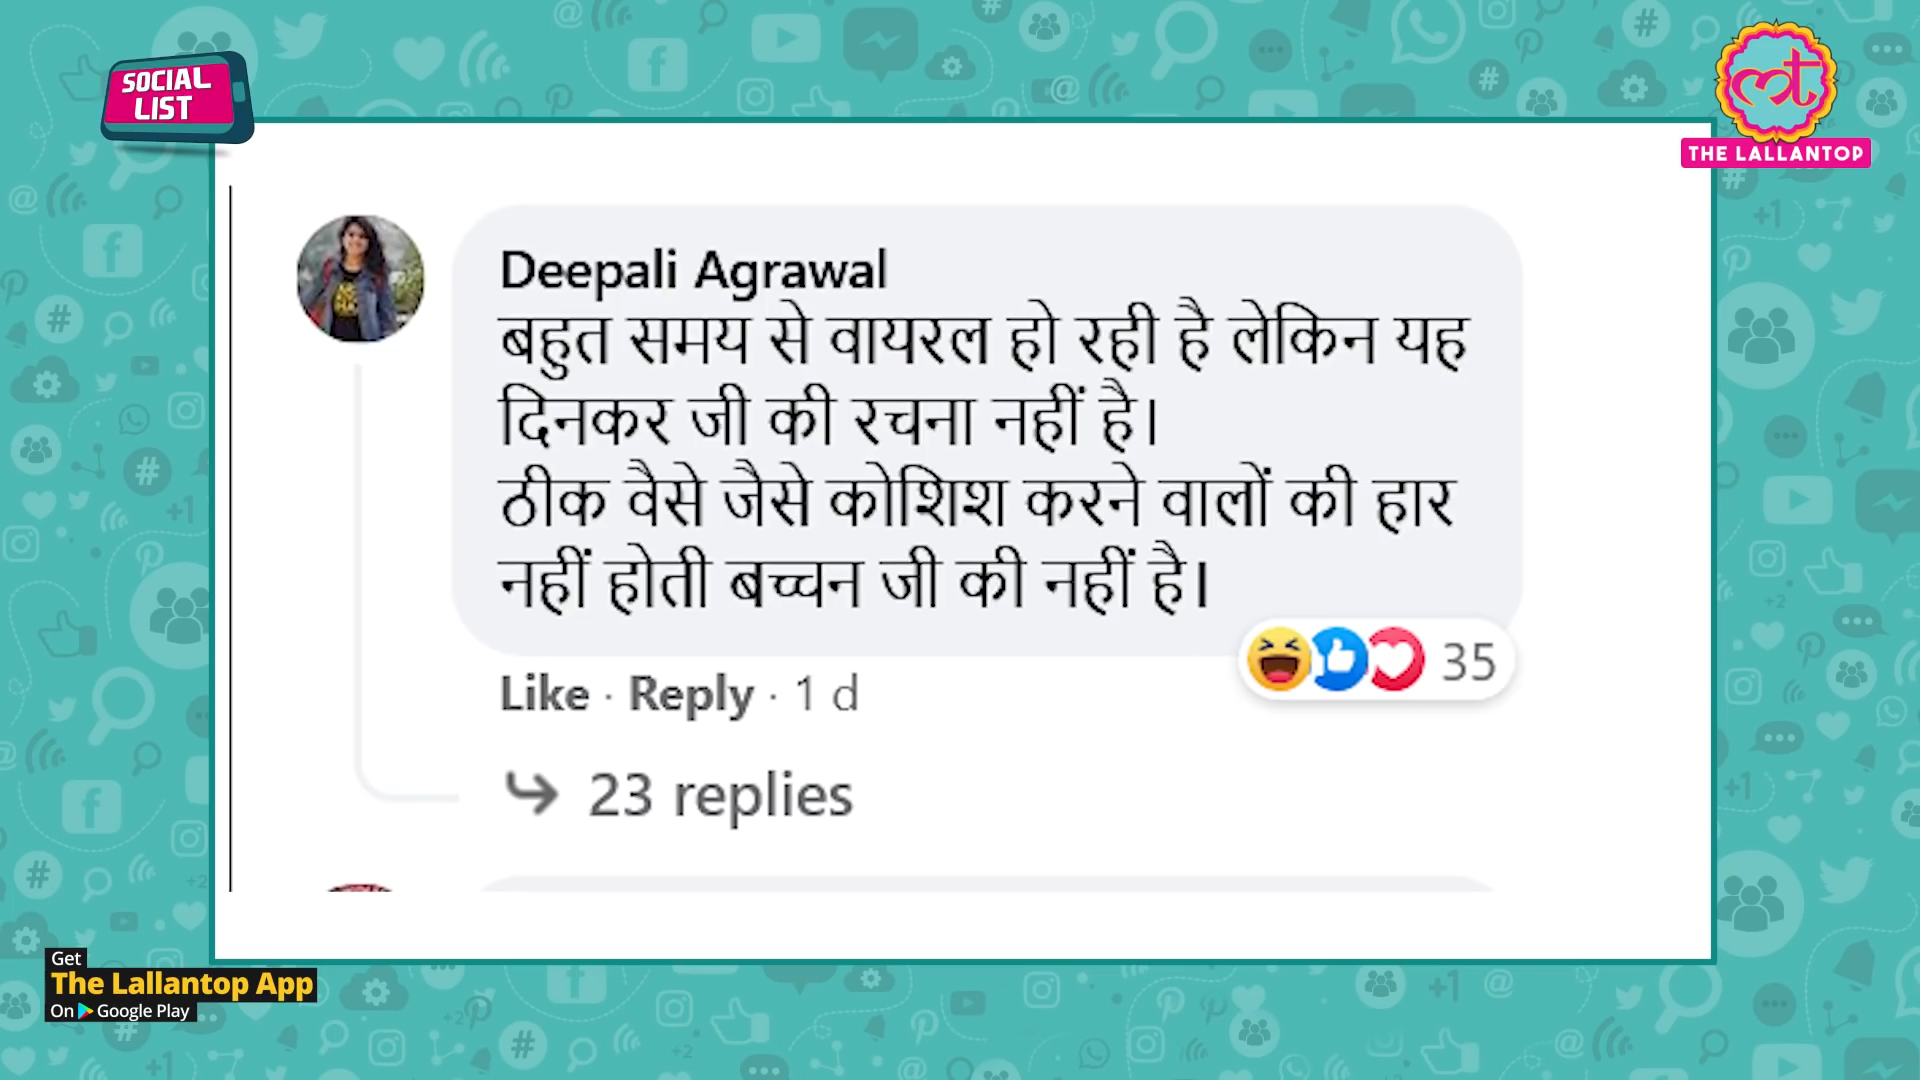 SOCIAL
LIST
THE LALLANTOP
Deepali Agrawal
बहुत समय से वायरल हो रही है लेकिन यह
दिनकर जी की रचना नहीं है।
ठीक वैसे जैसे कोशिश करने वालों की हार
नहीं होती बच्चन जी की नहीं है।
35
Like · Reply · 1 d
23 replies
Get
The Lallantop App
On Google Play